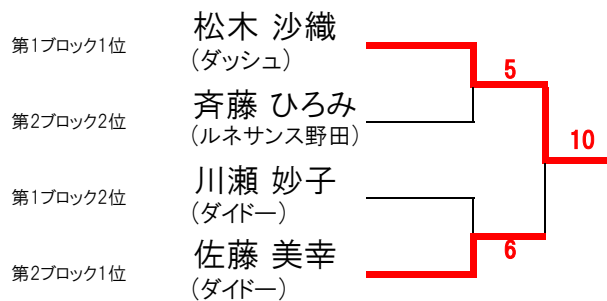 第1ブロック1位
松木 沙織
(ダッシュ)
5
第2ブロック2位
斉藤 ひろみ
(ルネサンス野田)
10
第1ブロック2位
川瀬 妙子
(ダイドー)
6
第2ブロック1位
佐藤 美幸
(ダイドー)